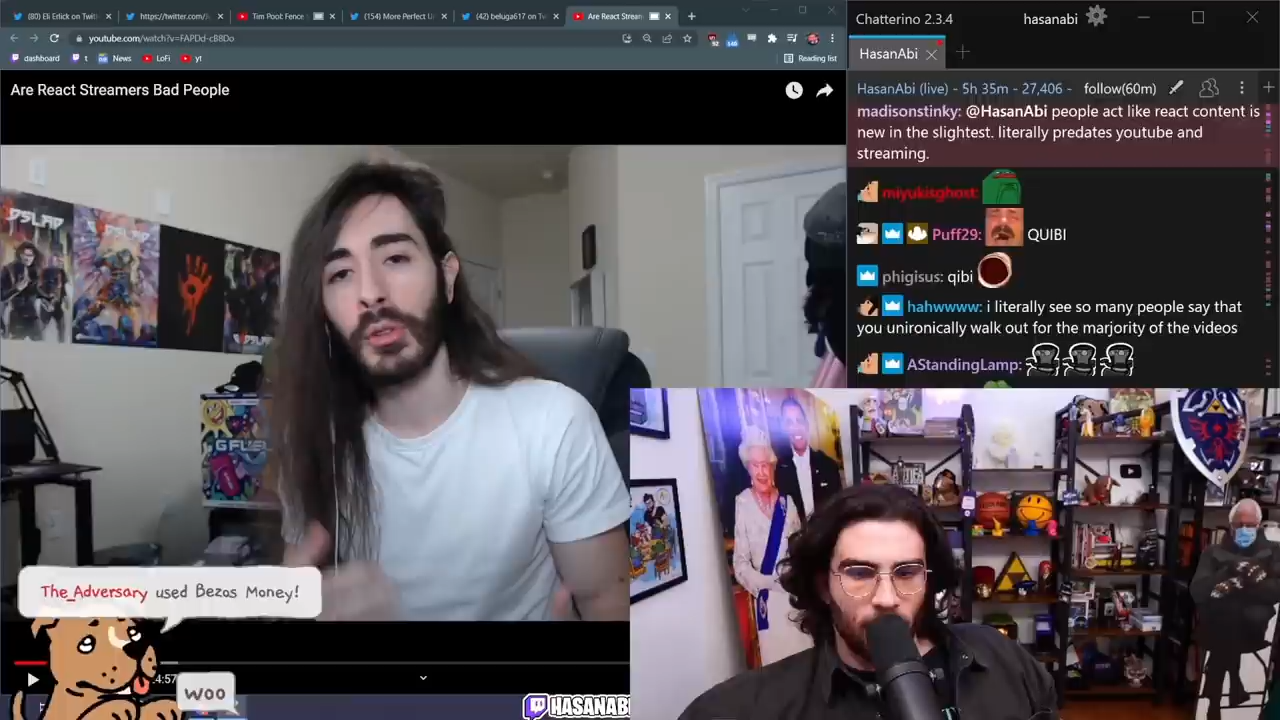 (80) Eli Erlick on Twitt
https://twitter.com/J
Tim Pool: Fence
(154) More Perfect U
(42) beluga617 on Tw
Are React Stream
youtube.com/watch?v=FAPDd-cB8Do
dashboard
t
News
LoFi
yt
Reading list
Are React Streamers Bad People
DSLAP
G FUEL
The_Adversary used Bezos Money!
WOO
4:57
HASANAB
Chatterino 2.3.4
hasanabi
HasanAbi
HasanAbi (live) - 5h 35m - 27,406 -
follow(60m)
madisonstinky: @HasanAbi people act like react content is
new in the slightest. literally predates youtube and
streaming.
miyukisghost:
Puff29: QUIBI
phigisus: qibi
hahwwww: i literally see so many people say that
you unironically walk out for the marjority of the videos
AStandingLamp: